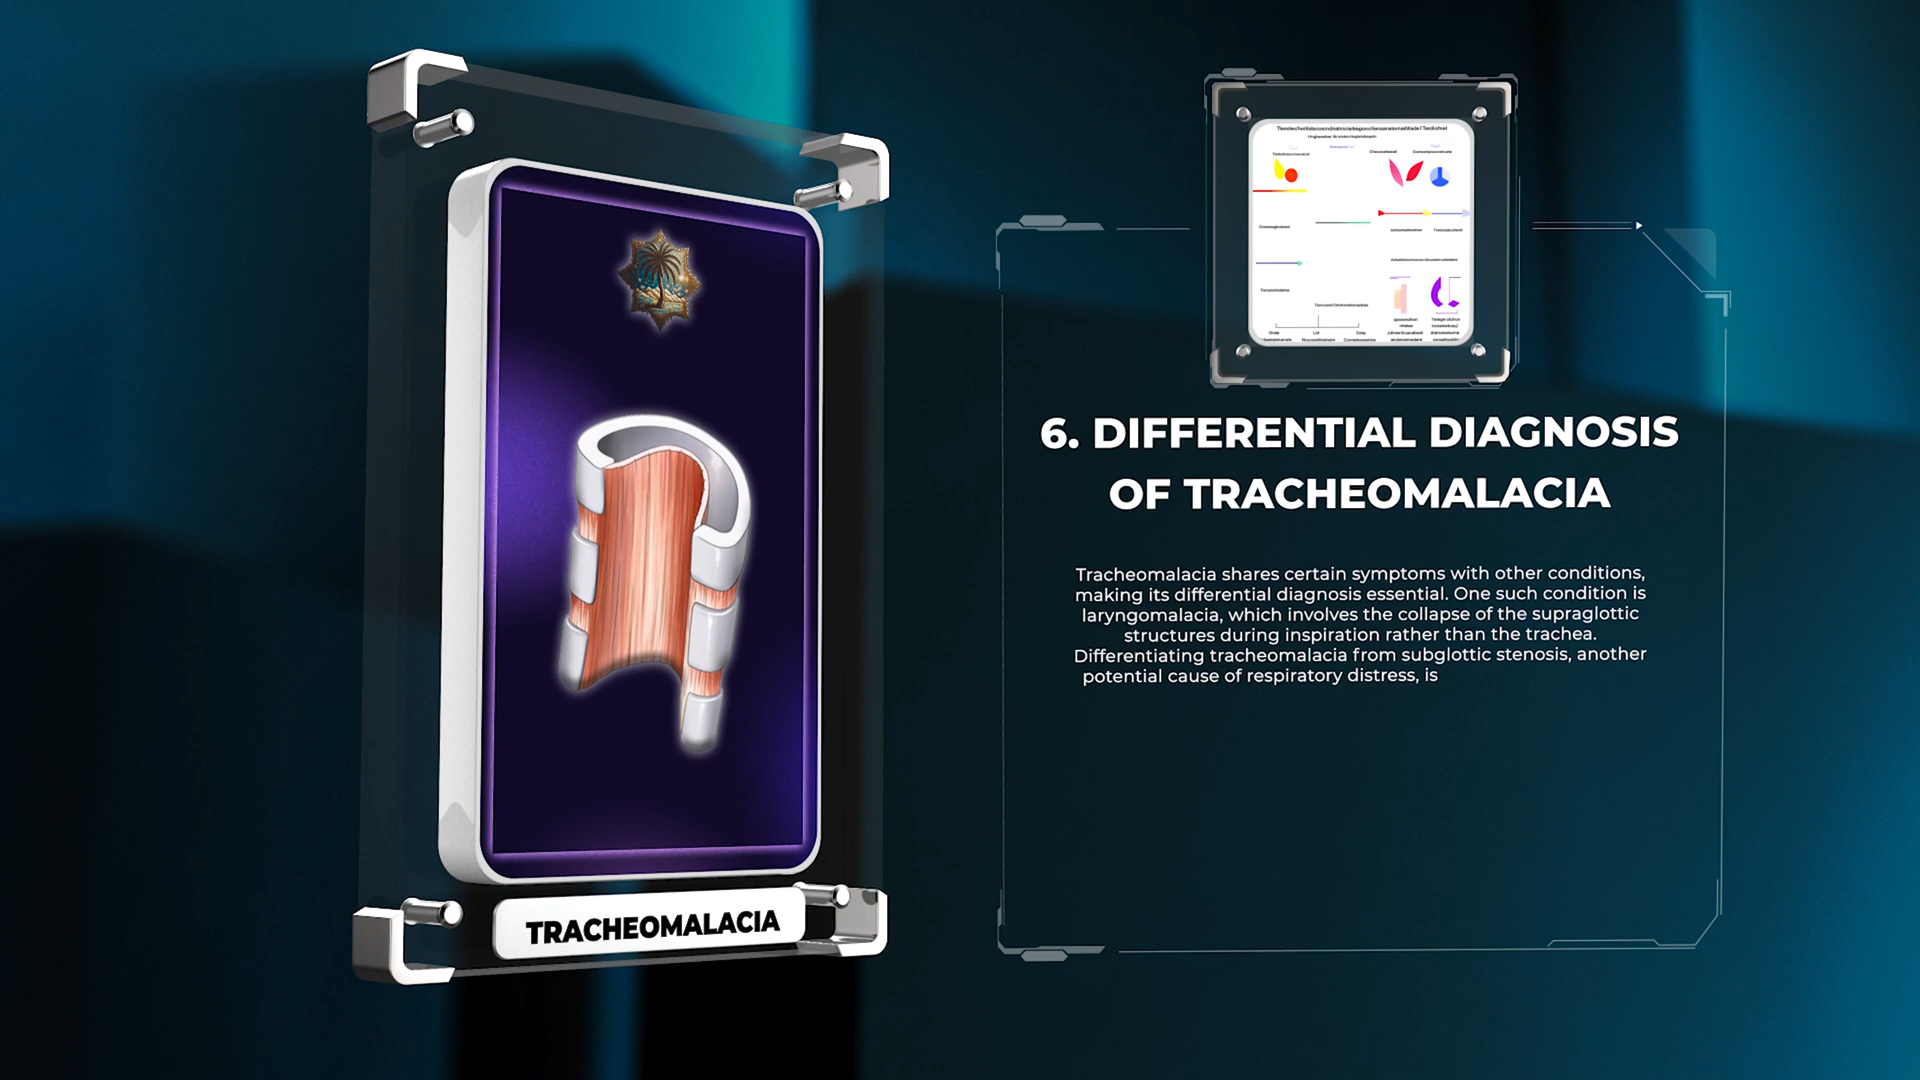 6. DIFFERENTIAL DIAGNOSIS
OF TRACHEOMALACIA
Tracheomalacia shares certain symptoms with other conditions,
making its differential diagnosis essential. One such condition is
laryngomalacia, which involves the collapse of the supraglottic
structures during inspiration rather than the trachea.
Differentiating tracheomalacia from subglottic stenosis, another
potential cause of respiratory distress, is
TRACHEOMALACIA